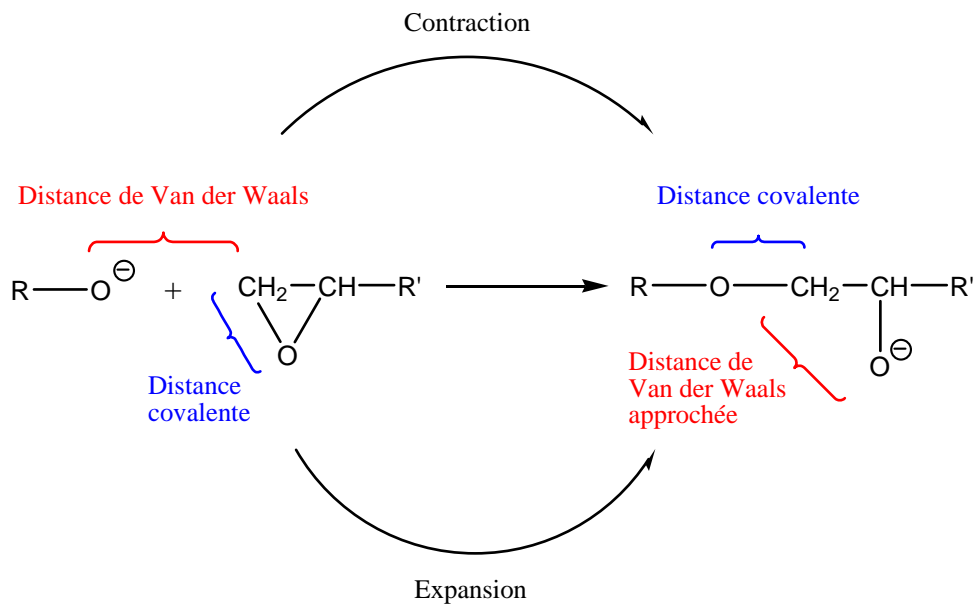 Contraction
Distance de Van der Waals
Distance covalente
R—O⊖ + CH₂—CH—R'
O
R—O—CH₂—CH—R'
O⊖
Distance
covalente
Distance de
Van der Waals
approchée
Expansion